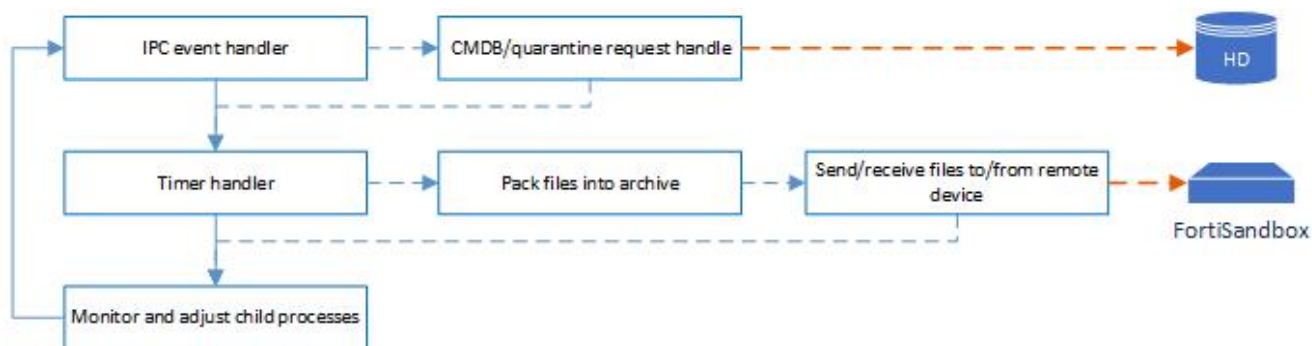 IPC event handler
CMDB/quarantine request handle
HD
Timer handler
Pack files into archive
Send/receive files to/from remote
device
FortiSandbox
Monitor and adjust child processes